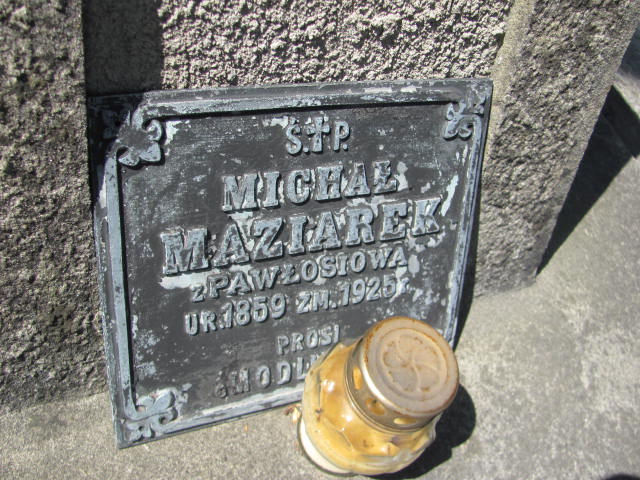 Ś.†P.
MICHAŁ
MAZIAREK
z PAWŁOSIOWA
UR. 1859 ZM. 1925 r.
PROSI